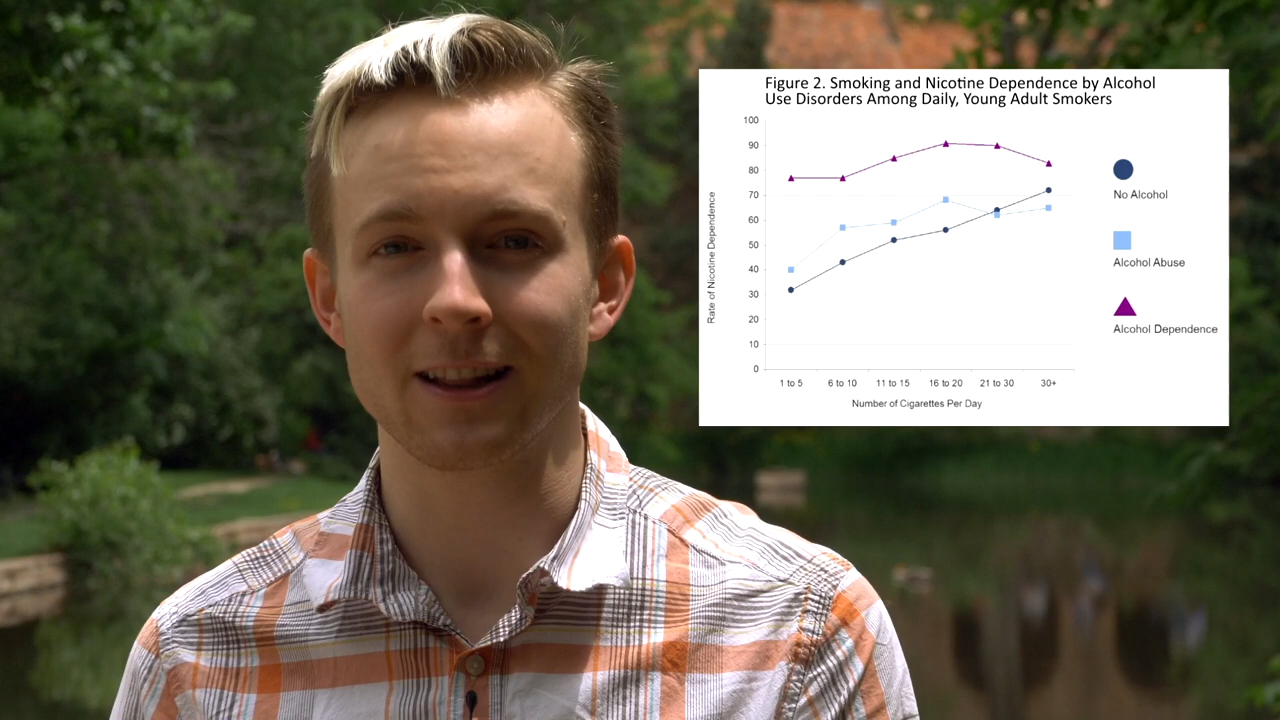 Figure 2. Smoking and Nicotine Dependence by Alcohol
Use Disorders Among Daily, Young Adult Smokers
100
90
80
70
60
50
40
30
20
10
0
Rate of Nicotine Dependence
1 to 5
6 to 10
11 to 15
16 to 20
21 to 30
30+
Number of Cigarettes Per Day
No Alcohol
Alcohol Abuse
Alcohol Dependence